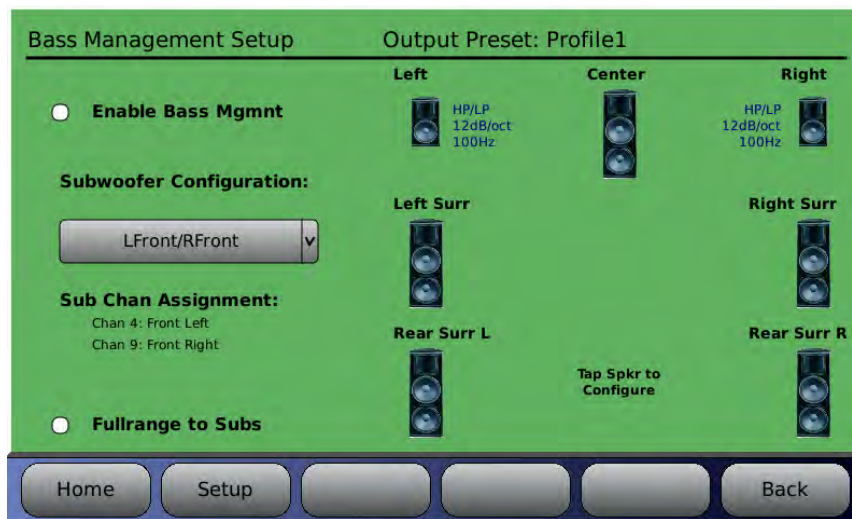 Bass Management Setup
Output Preset: Profile1
Left
Center
Right
Enable Bass Mgmnt
HP/LP
12dB/oct
100Hz
HP/LP
12dB/oct
100Hz
Subwoofer Configuration:
Left Surr
Right Surr
LFront/RFront
Sub Chan Assignment:
Chan 4: Front Left
Chan 9: Front Right
Rear Surr L
Rear Surr R
Tap Spkr to
Configure
Fullrange to Subs
Home
Setup
Back